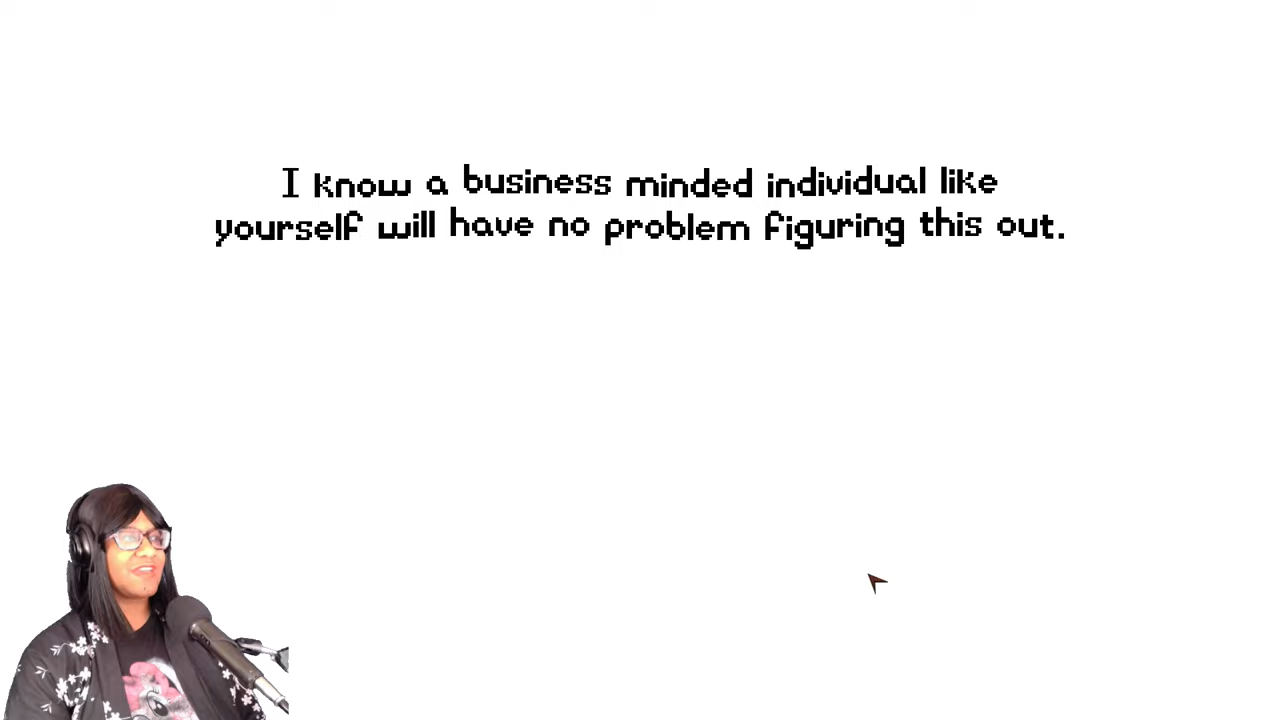 I know a business minded individual like
yourself will have no problem figuring this out.